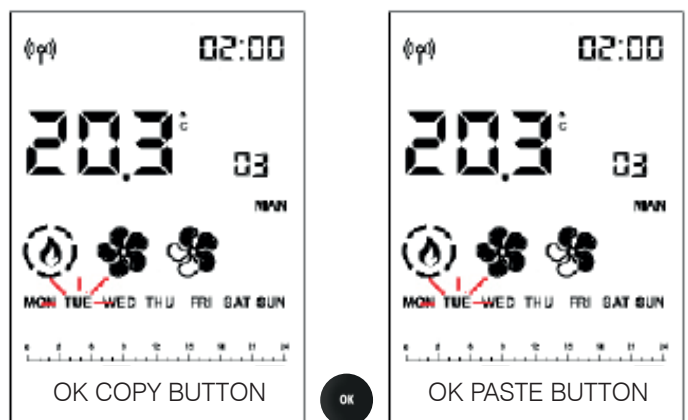 02:00
20.3 °C
03
MAN
MON TUE WED THU FRI SAT SUN
OK COPY BUTTON
OK
02:00
20.3 °C
03
MAN
MON TUE WED THU FRI SAT SUN
OK PASTE BUTTON